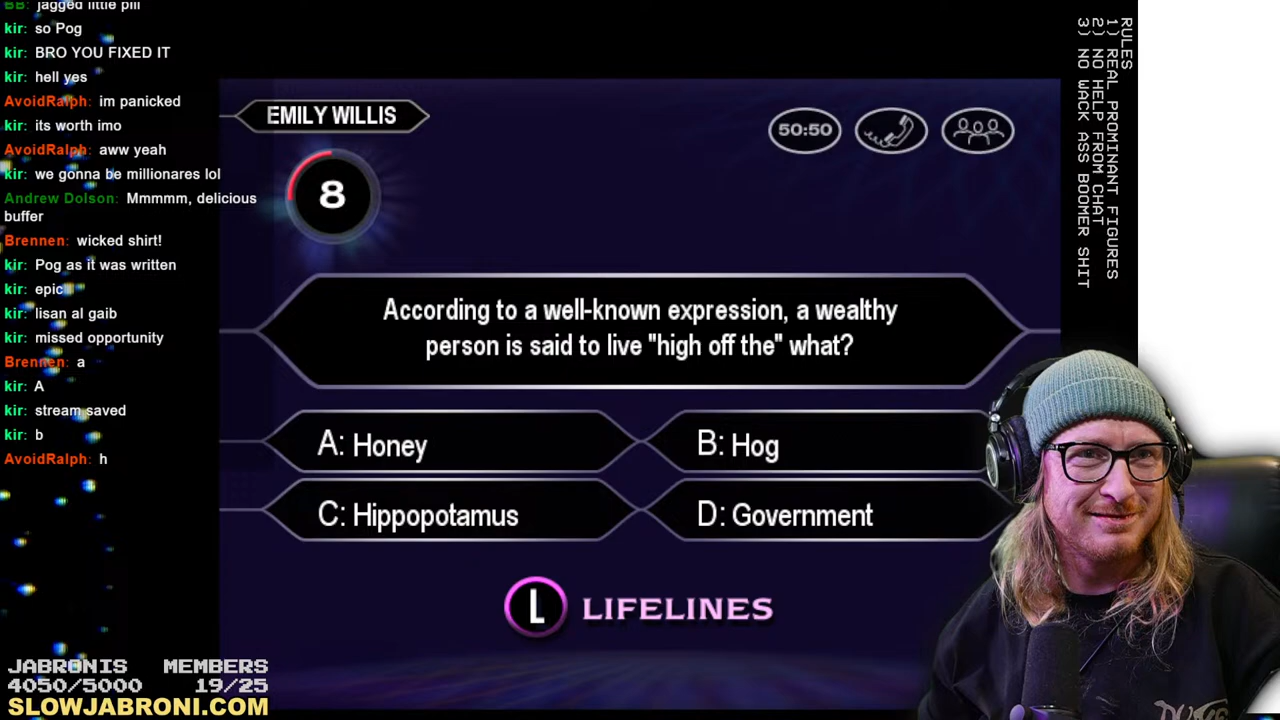 BB: jagged little pill
kir: so Pog
kir: BRO YOU FIXED IT
kir: hell yes
AvoidRalph: im panicked
kir: its worth imo
AvoidRalph: aww yeah
kir: we gonna be millionares lol
Andrew Dolson: Mmmmm, delicious
buffer
Brennen: wicked shirt!
kir: Pog as it was written
kir: epic
kir: lisan al gaib
kir: missed opportunity
Brennen: a
kir: A
kir: stream saved
kir: b
AvoidRalph: h
EMILY WILLIS
8
50:50
According to a well-known expression, a wealthy
person is said to live "high off the" what?
A: Honey
B: Hog
C: Hippopotamus
D: Government
L LIFELINES
RULES
1) REAL PROMINANT FIGURES
2) NO HELP FROM CHAT
3) NO WACK ASS BOOMER SHIT
JABRONIS MEMBERS
4050/5000 19/25
SLOWJABRONI.COM